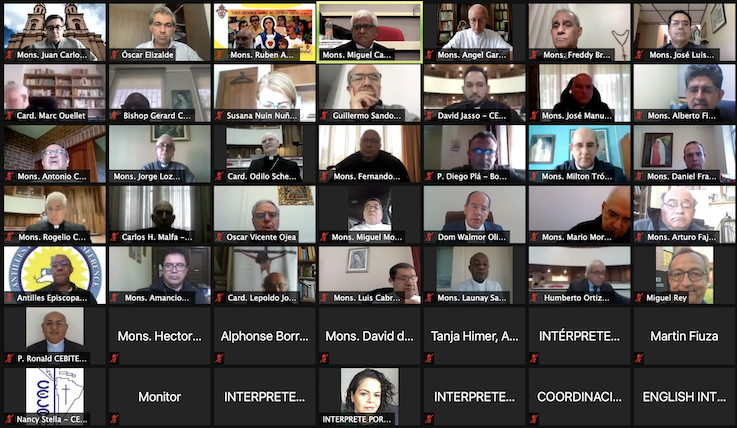 Mons. Juan Carlo...
Óscar Elizalde
Mons. Ruben A...
Mons. Miguel Ca...
Mons. Angel Gar...
Mons. Freddy Br...
Mons. José Luis...
Card. Marc Ouellet
Bishop Gerard C...
Susana Nuin Nuñ...
Guillermo Sando...
David Jasso – CE...
Mons. José Manu...
Mons. Alberto Fi...
Mons. Antonio C...
Mons. Jorge Loz...
Card. Odilo Sche...
Mons. Fernando...
P. Diego Plá – Bo...
Mons. Milton Tró...
Mons. Daniel Fra...
Mons. Rogelio C...
Carlos H. Malfa –...
Oscar Vicente Ojea
Mons. Miguel Mo...
Dom Walmor Oli...
Mons. Mario Mor...
Mons. Arturo Faj...
Antilles Episcopa...
Mons. Amancio...
Card. Lepoldo Jo...
Mons. Luis Cabr...
Mons. Launay Sa...
Humberto Ortiz...
Miguel Rey
P. Ronald CEBITE...
Mons. Hector...
Alphonse Borr...
Mons. David d...
Tanja Himer, A...
INTÉRPRETE...
Martin Fiuza
Nancy Stella – CE...
Monitor
INTERPRETE...
INTERPRETE POR...
INTERPRETE...
COORDINACI...
ENGLISH INT...